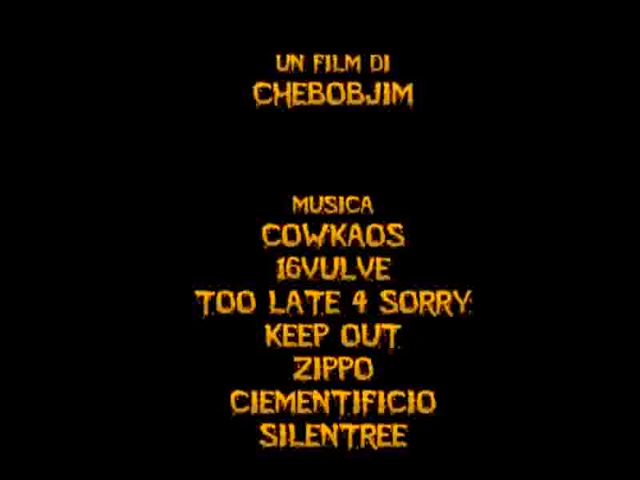 UN FILM DI
CHEBOBJIM
MUSICA
COWKAOS
16VULVE
TOO LATE 4 SORRY
KEEP OUT
ZIPPO
CIEMENTIFICIO
SILENTREE